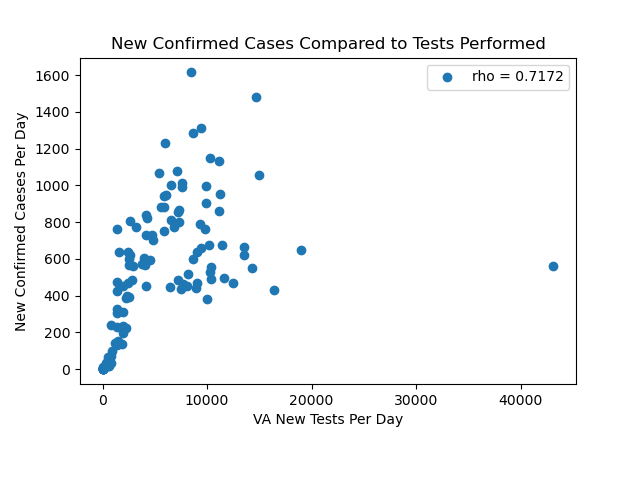 New Confirmed Cases Compared to Tests Performed
rho = 0.7172
New Confirmed Caeses Per Day
1600
1400
1200
1000
800
600
400
200
0
0 10000 20000 30000 40000
VA New Tests Per Day